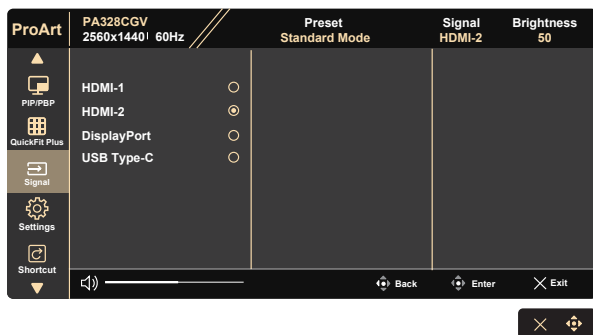 ProArt
PA328CGV
2560x1440 60Hz
Preset
Standard Mode
Signal
HDMI-2
Brightness
50
PIP/PBP
QuickFit Plus
Signal
Settings
Shortcut
HDMI-1
HDMI-2
DisplayPort
USB Type-C
Back
Enter
Exit